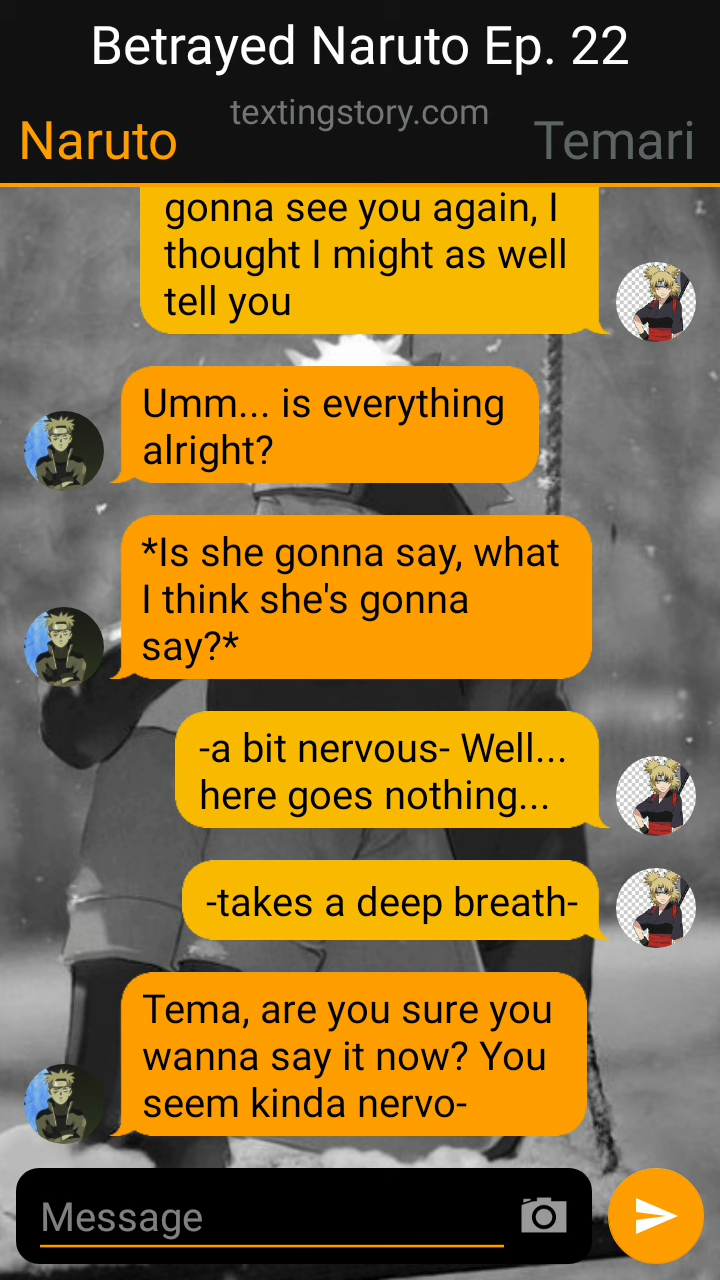 Betrayed Naruto Ep. 22
textingstory.com
Naruto
Temari
gonna see you again, I
thought I might as well
tell you
Umm... is everything
alright?
*Is she gonna say, what
I think she's gonna
say?*
-a bit nervous- Well...
here goes nothing...
-takes a deep breath-
Tema, are you sure you
wanna say it now? You
seem kinda nervo-
Message